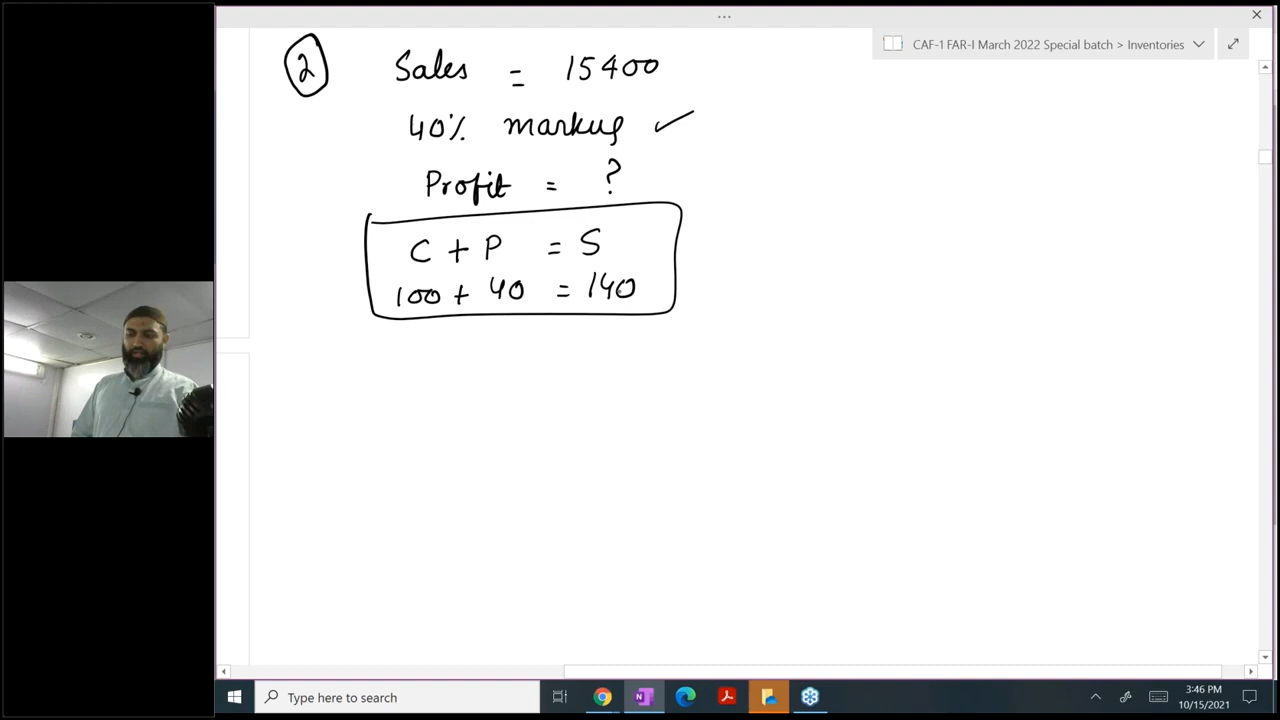 CAF-1 FAR-I March 2022 Special batch > Inventories
2 Sales = 15400
40% markup ✓
Profit = ?
C + P = S
100 + 40 = 140
Type here to search
3:46 PM
10/15/2021